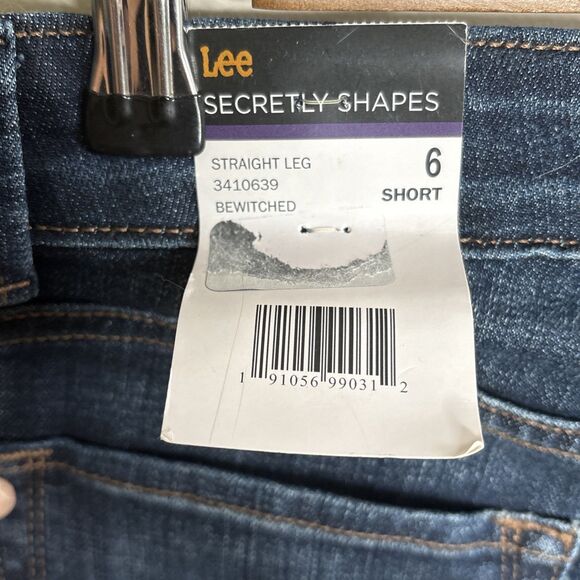 Lee
SECRETLY SHAPES
STRAIGHT LEG
3410639
BEWITCHED
6
SHORT
1 91056 99031 2